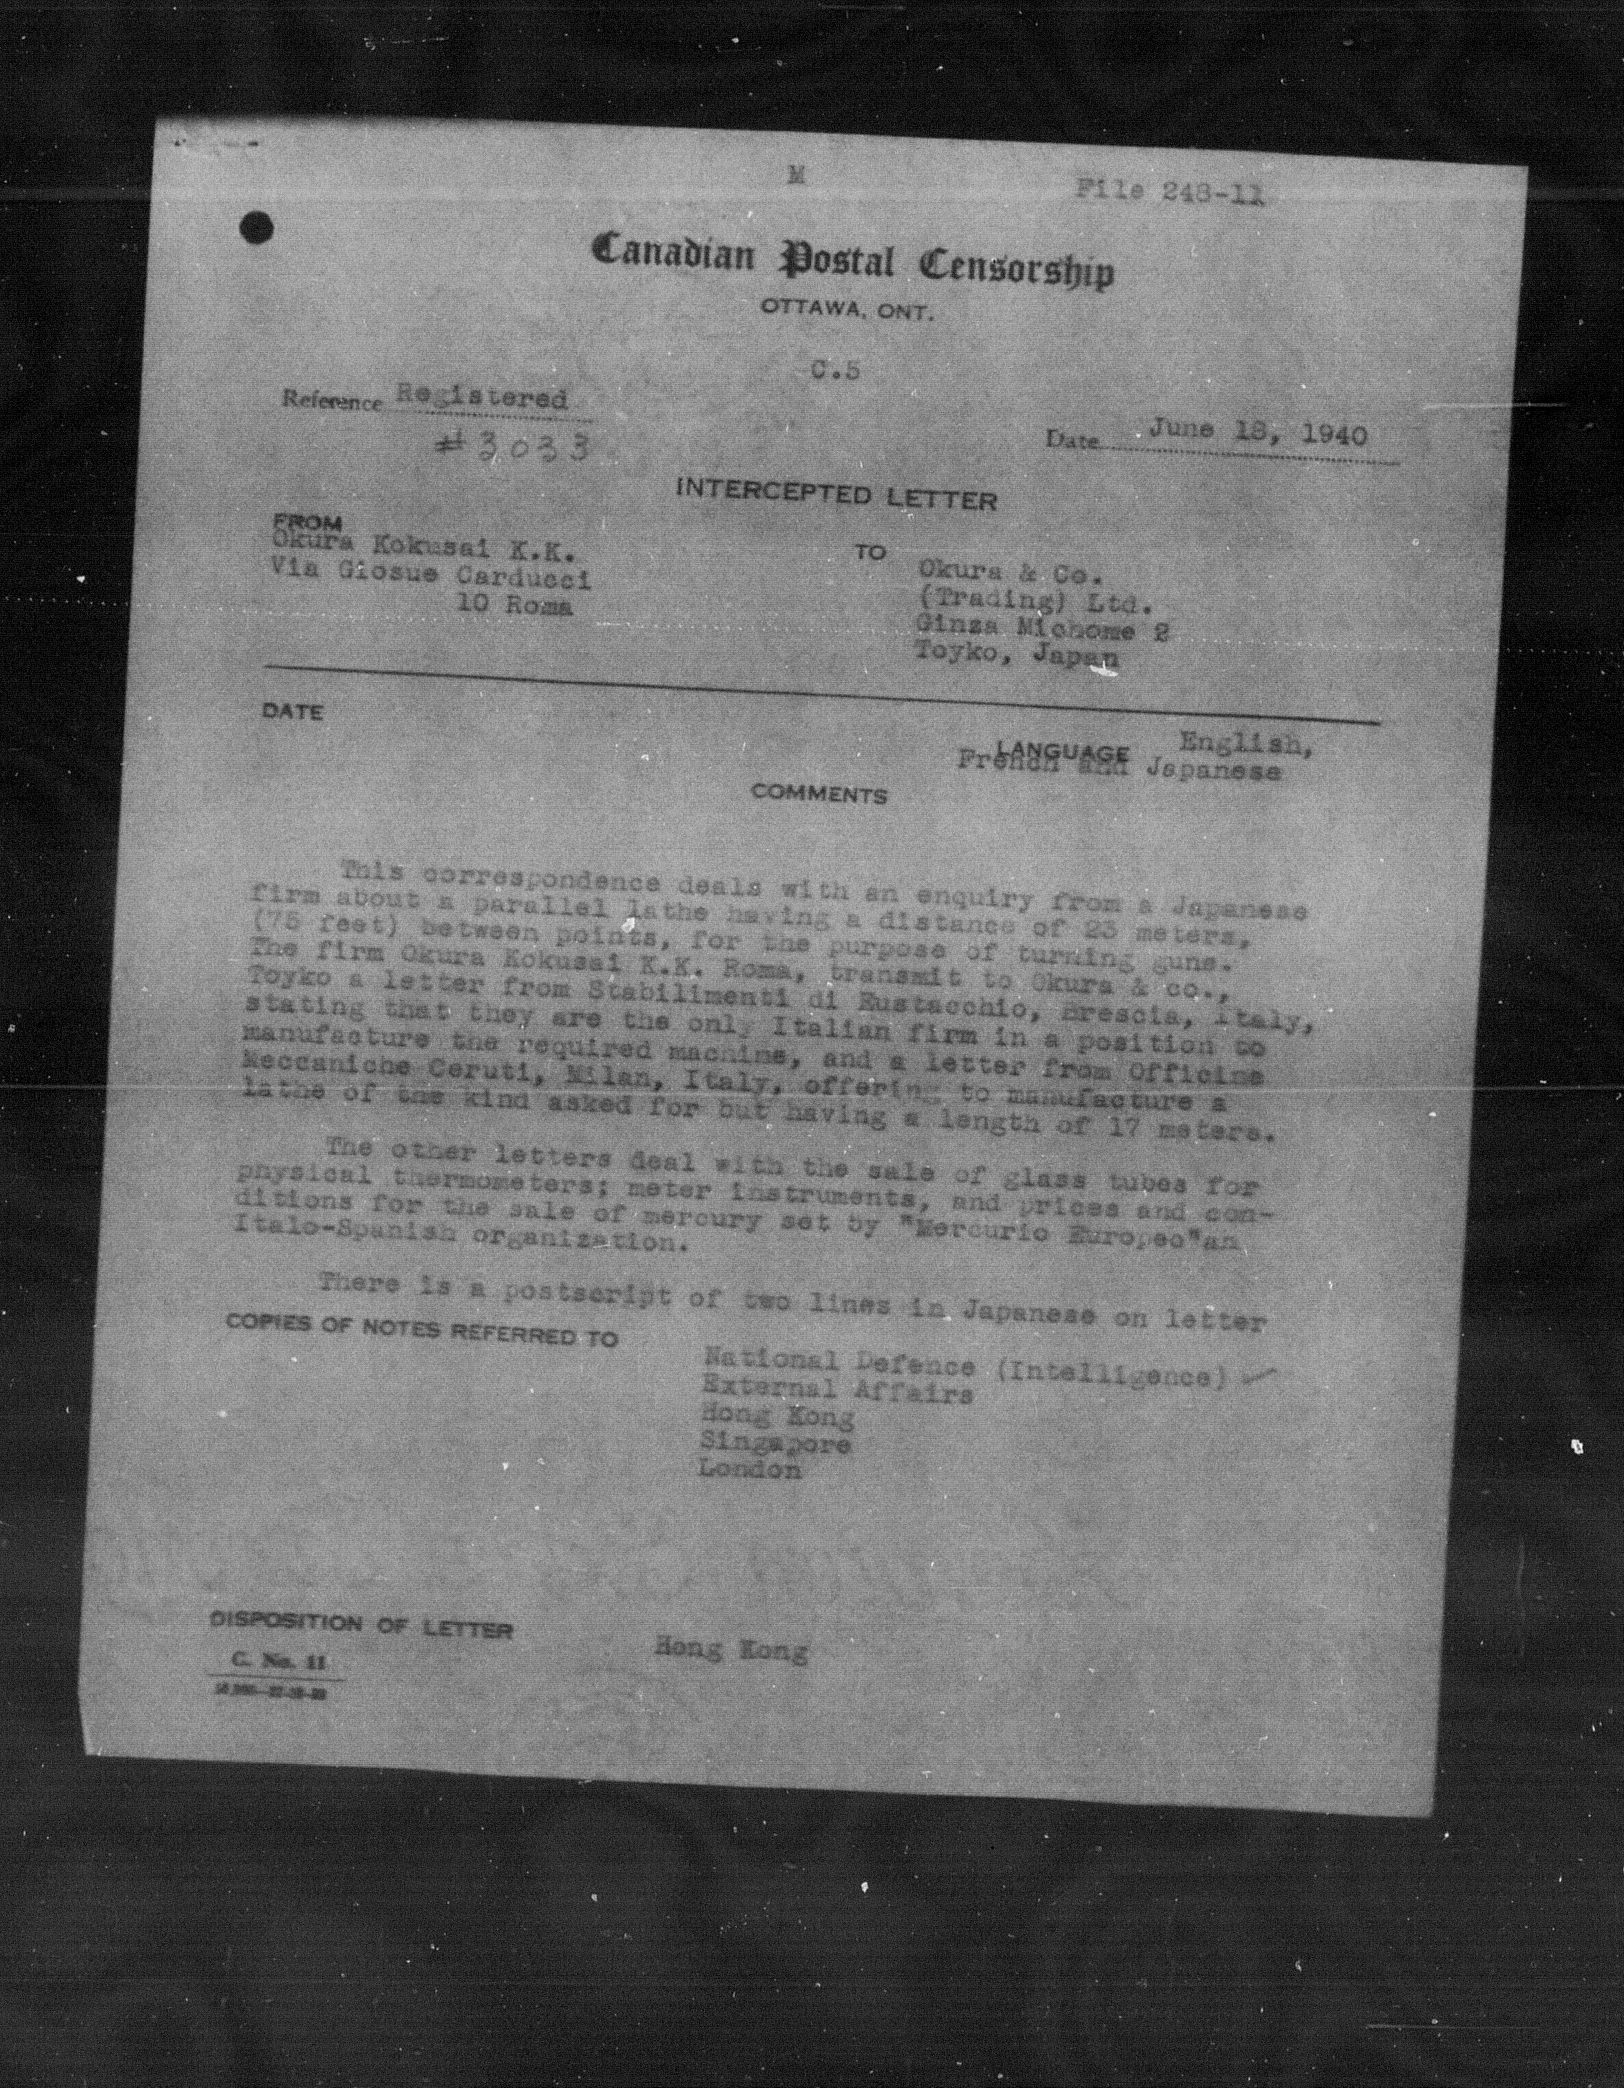 M
File 248-11
Canadian Postal Censorship
OTTAWA, ONT.
C.5
Reference Registered
#3033
Date June 18, 1940
INTERCEPTED LETTER
FROM
Okura Kokusai K.K.
Via Giosue Carducci
10 Roma
TO
Okura & Co.
(Trading) Ltd.
Ginza Michome 2
Toyko, Japan
DATE
LANGUAGE English,
French and Japanese
COMMENTS
This correspondence deals with an enquiry from a Japanese
firm about a parallel lathe having a distance of 23 meters,
(75 feet) between points, for the purpose of turning guns.
The firm Okura Kokusai K.K. Roma, transmit to Okura & co.,
Toyko a letter from Stabilimenti di Eustacchio, Brescia, Italy,
stating that they are the only Italian firm in a position to
manufacture the required machine, and a letter from Officine
Meccaniche Ceruti, Milan, Italy, offering to manufacture a
lathe of the kind asked for but having a length of 17 meters.
The other letters deal with the sale of glass tubes for
physical thermometers; meter instruments, and prices and con-
ditions for the sale of mercury set by "Mercurio Europeo"an
Italo-Spanish organization.
There is a postscript of two lines in Japanese on letter
COPIES OF NOTES REFERRED TO
National Defence (Intelligence) ✓
External Affairs
Hong Kong
Singapore
London
DISPOSITION OF LETTER
Hong Kong
C. No. 11